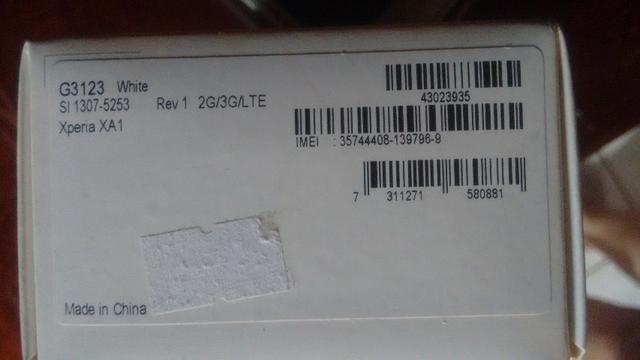 G3123 White
SI 1307-5253 Rev 1 2G/3G/LTE
Xperia XA1
43023935
IMEI : 35744408-139796-9
7 311271 580881
Made in China